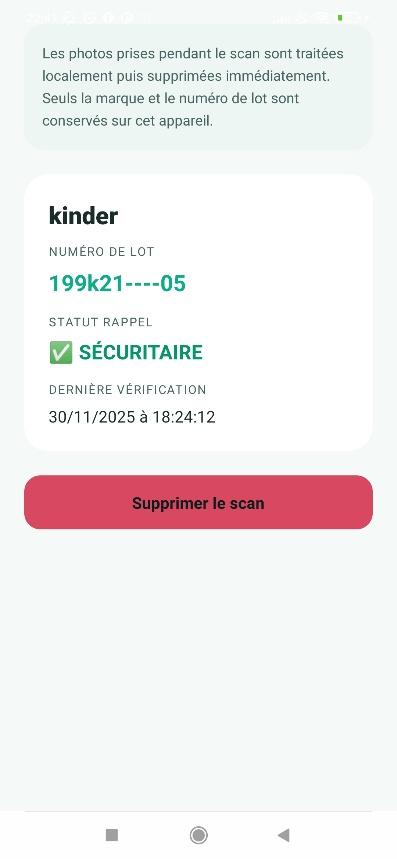 Les photos prises pendant le scan sont traitées
localement puis supprimées immédiatement.
Seuls la marque et le numéro de lot sont
conservés sur cet appareil.
kinder
NUMÉRO DE LOT
199k21----05
STATUT RAPPEL
✅ SÉCURITAIRE
DERNIÈRE VÉRIFICATION
30/11/2025 à 18:24:12
Supprimer le scan